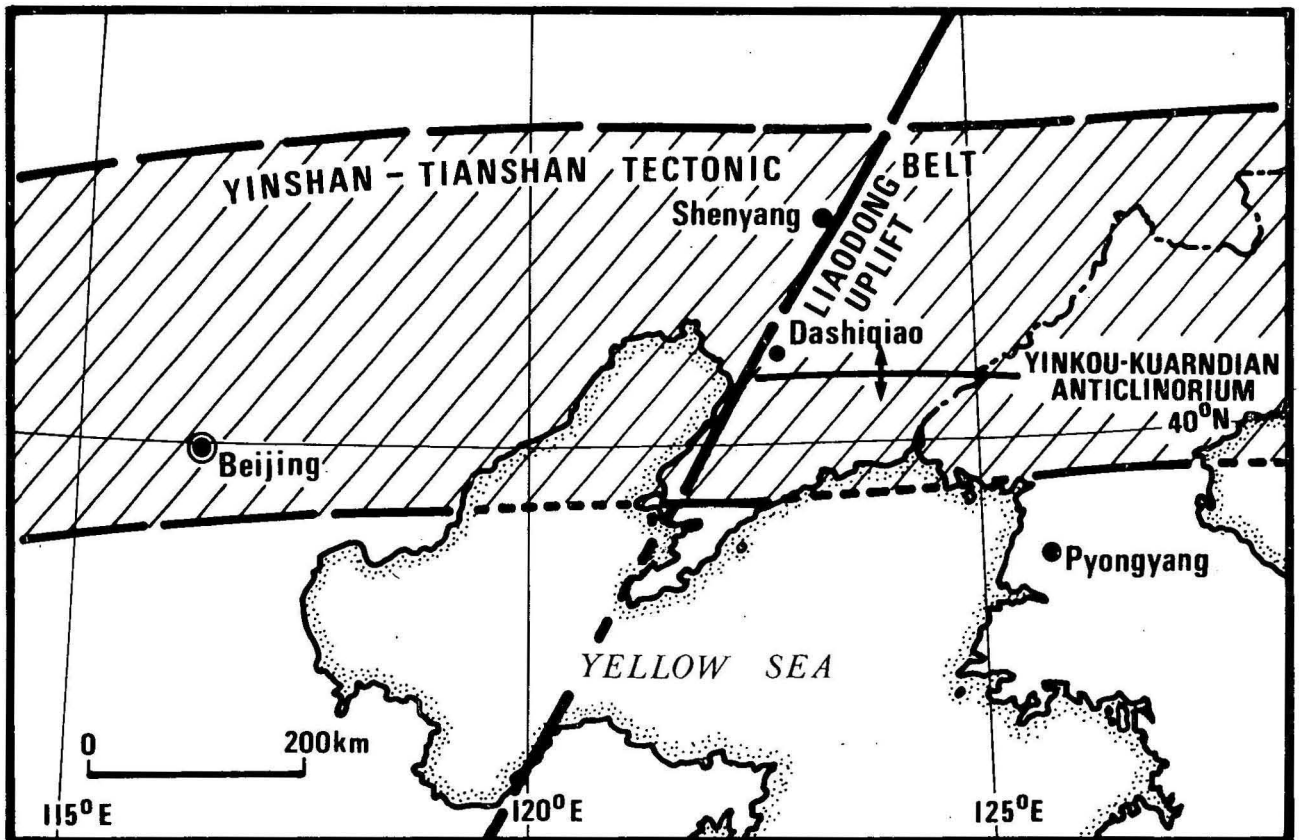 YINSHAN – TIANSHAN TECTONIC BELT
Shenyang
LIAODONG
UPLIFT
Dashiqiao
YINKOU-KUARNDIAN
ANTICLINORIUM
40°N
Beijing
Pyongyang
YELLOW SEA
0 200km
115°E 120°E 125°E